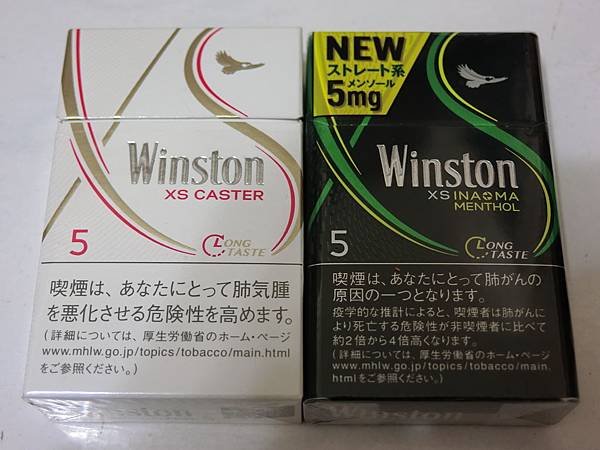 Winston
XS CASTER
5
LONG
TASTE
喫煙は、あなたにとって肺気腫
を悪化させる危険性を高めます。
(詳細については、厚生労働省のホーム・ページ
www.mhlw.go.jp/topics/tobacco/main.html
をご参照ください。)
Winston
NEW
ストレート系
メンソール
5mg
Winston
XS INAZMA
MENTHOL
5
LONG
TASTE
喫煙は、あなたにとって肺がんの
原因の一つとなります。
疫学的な推計によると、喫煙者は肺がんに
より死亡する危険性が非喫煙者に比べて
約2倍から4倍高くなります。
(詳細については、厚生労働省のホーム・ページ
www.mhlw.go.jp/topics/tobacco/main.
htmlをご参照ください。)
Winston